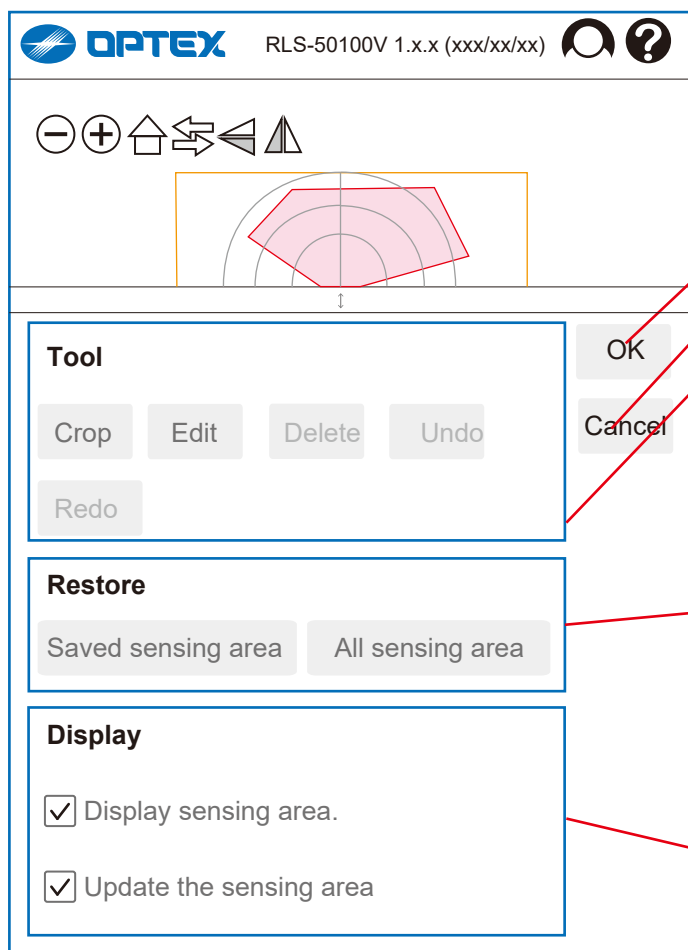 OPTEX RLS-50100V 1.x.x (xxx/xx/xx) ?
Tool
OK
Crop Edit Delete Undo
Cancel
Redo
Restore
Saved sensing area All sensing area
Display
Display sensing area.
Update the sensing area